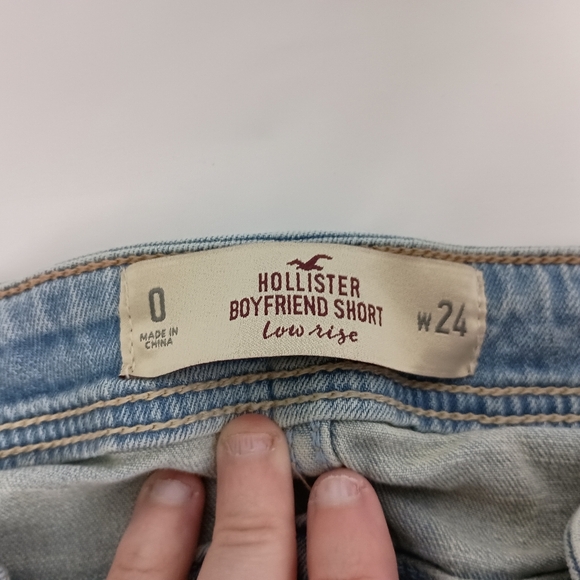 0
MADE IN
CHINA
HOLLISTER
BOYFRIEND SHORT
low rise
W 24